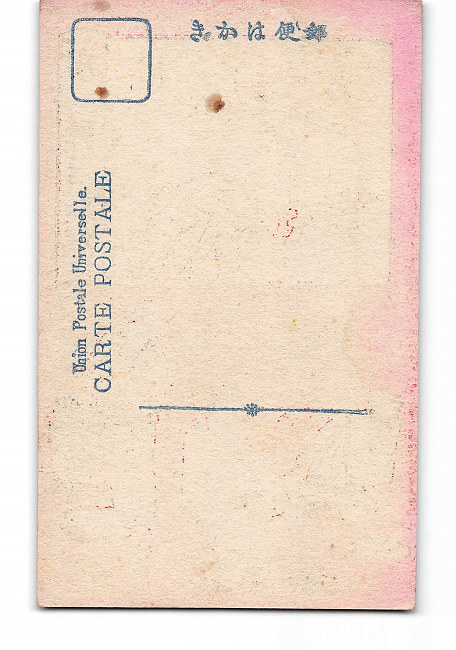 郵便はかき
Union Postale Universelle.
CARTE POSTALE